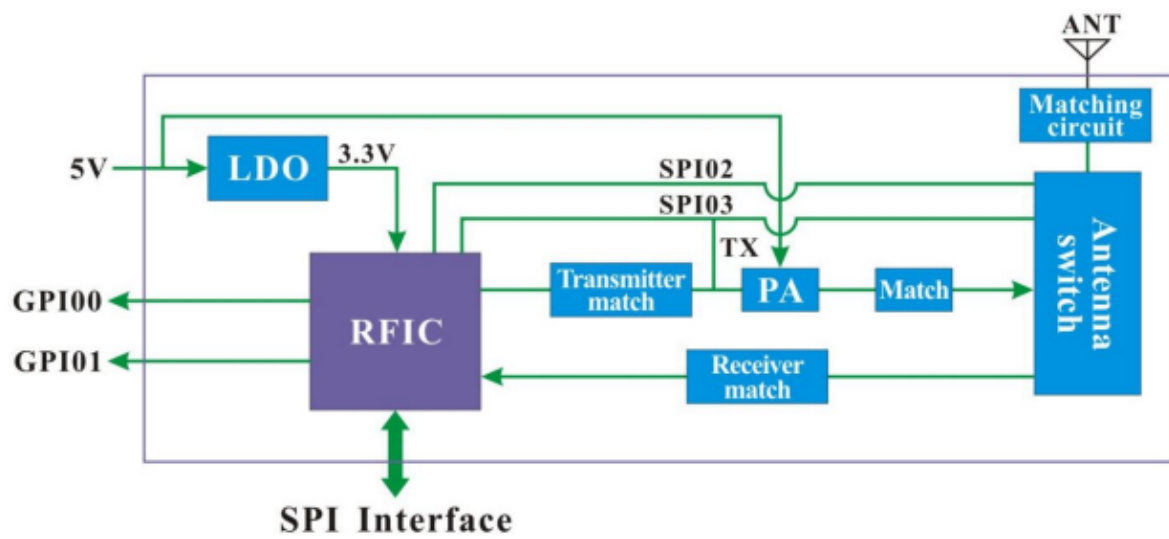 ANT
Matching
circuit
5V
LDO
3.3V
SPI02
SPI03
TX
Antenna
switch
GPI00
GPI01
RFIC
Transmitter
match
PA
Match
Receiver
match
SPI Interface